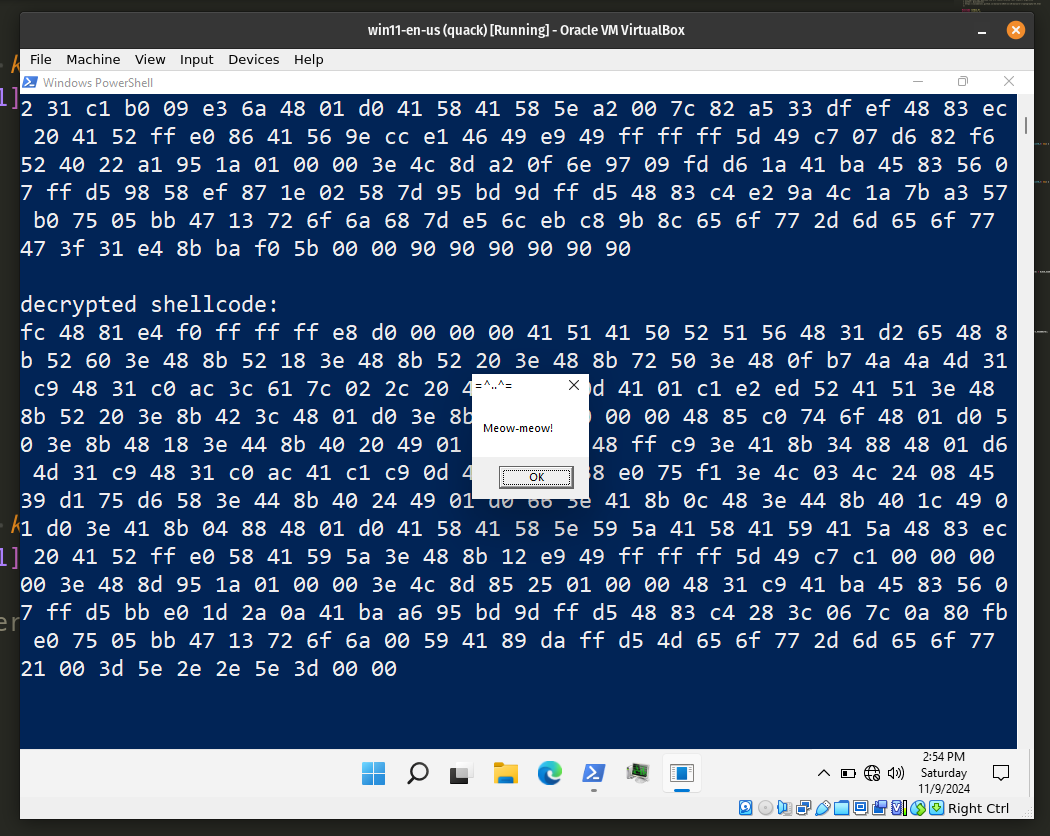 win11-en-us (quack) [Running] - Oracle VM VirtualBox
File Machine View Input Devices Help
Windows PowerShell
2 31 c1 b0 09 e3 6a 48 01 d0 41 58 41 58 5e a2 00 7c 82 a5 33 df ef 48 83 ec
20 41 52 ff e0 86 41 56 9e cc e1 46 49 e9 49 ff ff ff 5d 49 c7 07 d6 82 f6
52 40 22 a1 95 1a 01 00 00 3e 4c 8d a2 0f 6e 97 09 fd d6 1a 41 ba 45 83 56 0
7 ff d5 98 58 ef 87 1e 02 58 7d 95 bd 9d ff d5 48 83 c4 e2 9a 4c 1a 7b a3 57
b0 75 05 bb 47 13 72 6f 6a 68 7d e5 6c eb c8 9b 8c 65 6f 77 2d 6d 65 6f 77
47 3f 31 e4 8b ba f0 5b 00 00 90 90 90 90 90 90
decrypted shellcode:
fc 48 81 e4 f0 ff ff ff e8 d0 00 00 00 41 51 41 50 52 51 56 48 31 d2 65 48 8
b 52 60 3e 48 8b 52 18 3e 48 8b 52 20 3e 48 8b 72 50 3e 48 0f b7 4a 4a 4d 31
c9 48 31 c0 ac 3c 61 7c 02 2c 20 4 d 41 01 c1 e2 ed 52 41 51 3e 48
8b 52 20 3e 8b 42 3c 48 01 d0 3e 8b 00 00 48 85 c0 74 6f 48 01 d0 5
0 3e 8b 48 18 3e 44 8b 40 20 49 01 48 ff c9 3e 41 8b 34 88 48 01 d6
4d 31 c9 48 31 c0 ac 41 c1 c9 0d 4 8 e0 75 f1 3e 4c 03 4c 24 08 45
39 d1 75 d6 58 3e 44 8b 40 24 49 01 d0 66 3e 41 8b 0c 48 3e 44 8b 40 1c 49 0
1 d0 3e 41 8b 04 88 48 01 d0 41 58 41 58 5e 59 5a 41 58 41 59 41 5a 48 83 ec
20 41 52 ff e0 58 41 59 5a 3e 48 8b 12 e9 49 ff ff ff 5d 49 c7 c1 00 00 00
00 3e 48 8d 95 1a 01 00 00 3e 4c 8d 85 25 01 00 00 48 31 c9 41 ba 45 83 56 0
7 ff d5 bb e0 1d 2a 0a 41 ba a6 95 bd 9d ff d5 48 83 c4 28 3c 06 7c 0a 80 fb
e0 75 05 bb 47 13 72 6f 6a 00 59 41 89 da ff d5 4d 65 6f 77 2d 6d 65 6f 77
21 00 3d 5e 2e 2e 5e 3d 00 00
=^..^=
Meow-meow!
OK
2:54 PM
Saturday
11/9/2024
Right Ctrl